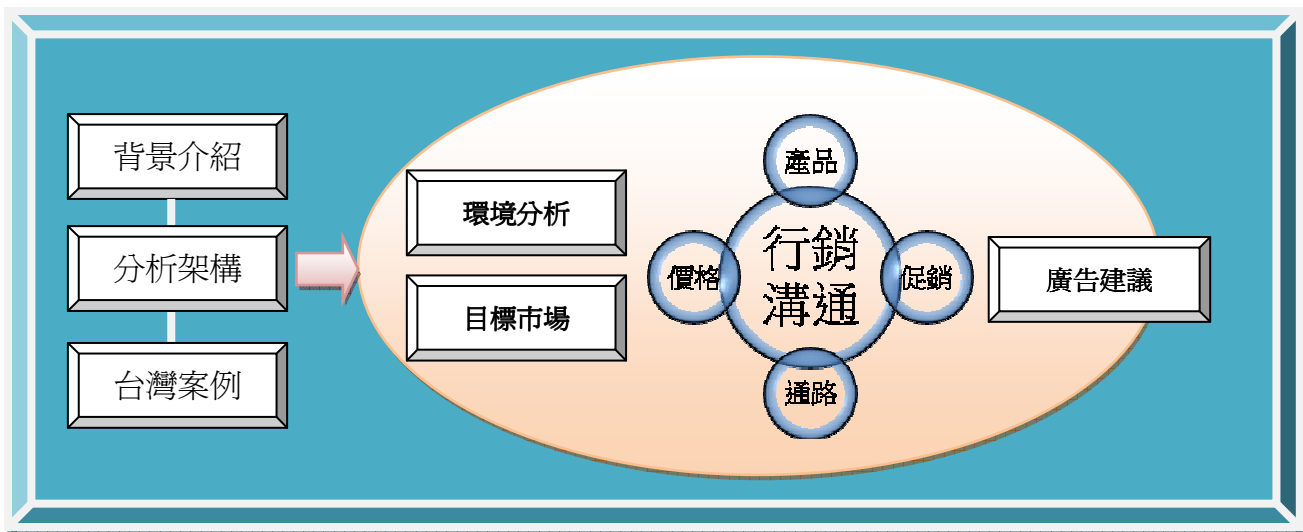 背景介紹
分析架構
台灣案例
環境分析
目標市場
產品
價格
行銷
溝通
促銷
通路
廣告建議